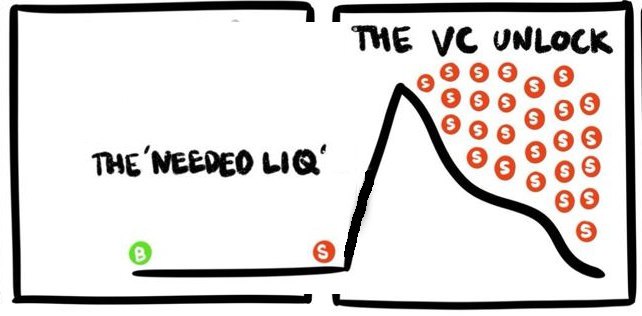 THE VC UNLOCK
S S S S S S
S S S S S
S S S S
S S S
S S S
S S
S
THE 'NEEDED LIQ'
B S